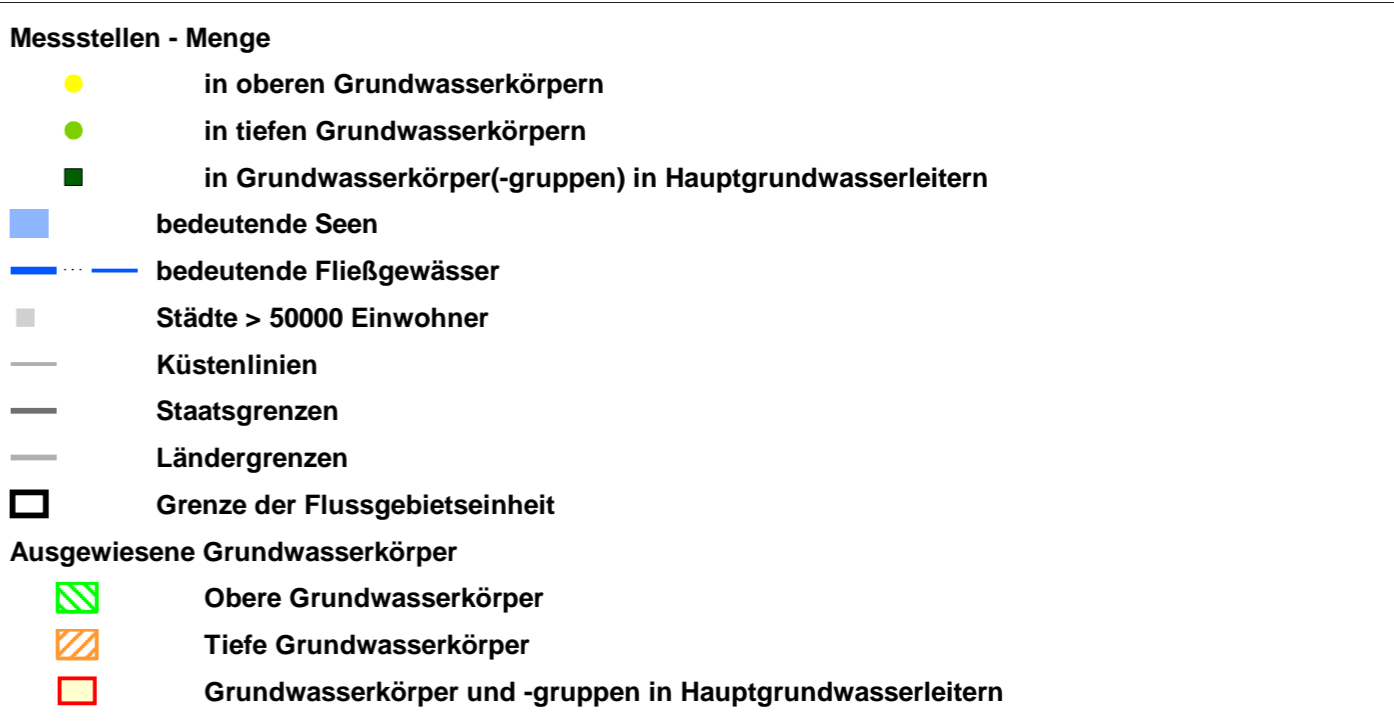 Messstellen - Menge
in oberen Grundwasserkörpern
in tiefen Grundwasserkörpern
in Grundwasserkörper(-gruppen) in Hauptgrundwasserleitern
bedeutende Seen
bedeutende Fließgewässer
Städte > 50000 Einwohner
Küstenlinien
Staatsgrenzen
Ländergrenzen
Grenze der Flussgebietseinheit
Ausgewiesene Grundwasserkörper
Obere Grundwasserkörper
Tiefe Grundwasserkörper
Grundwasserkörper und -gruppen in Hauptgrundwasserleitern